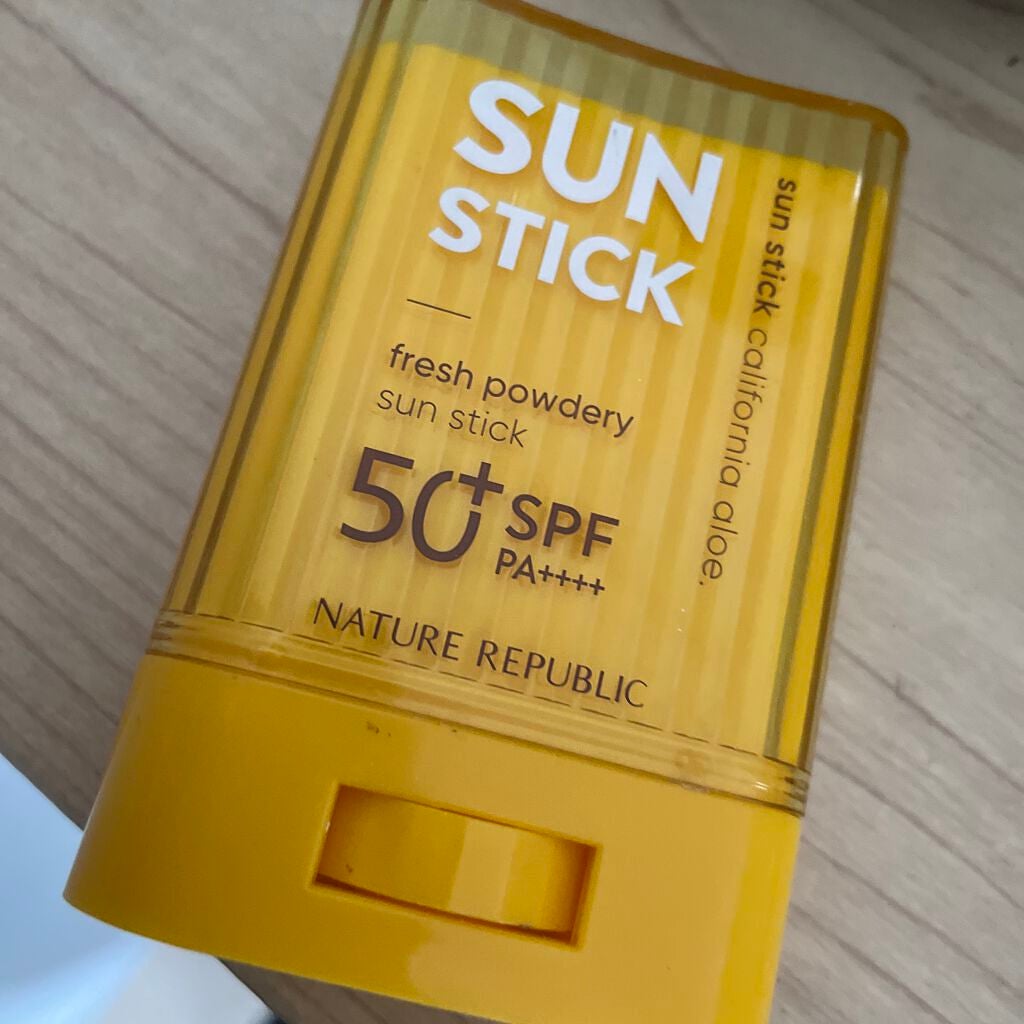 SUN
STICK
fresh powdery
sun stick
50+ SPF
PA++++
NATURE REPUBLIC
sun stick california aloe.